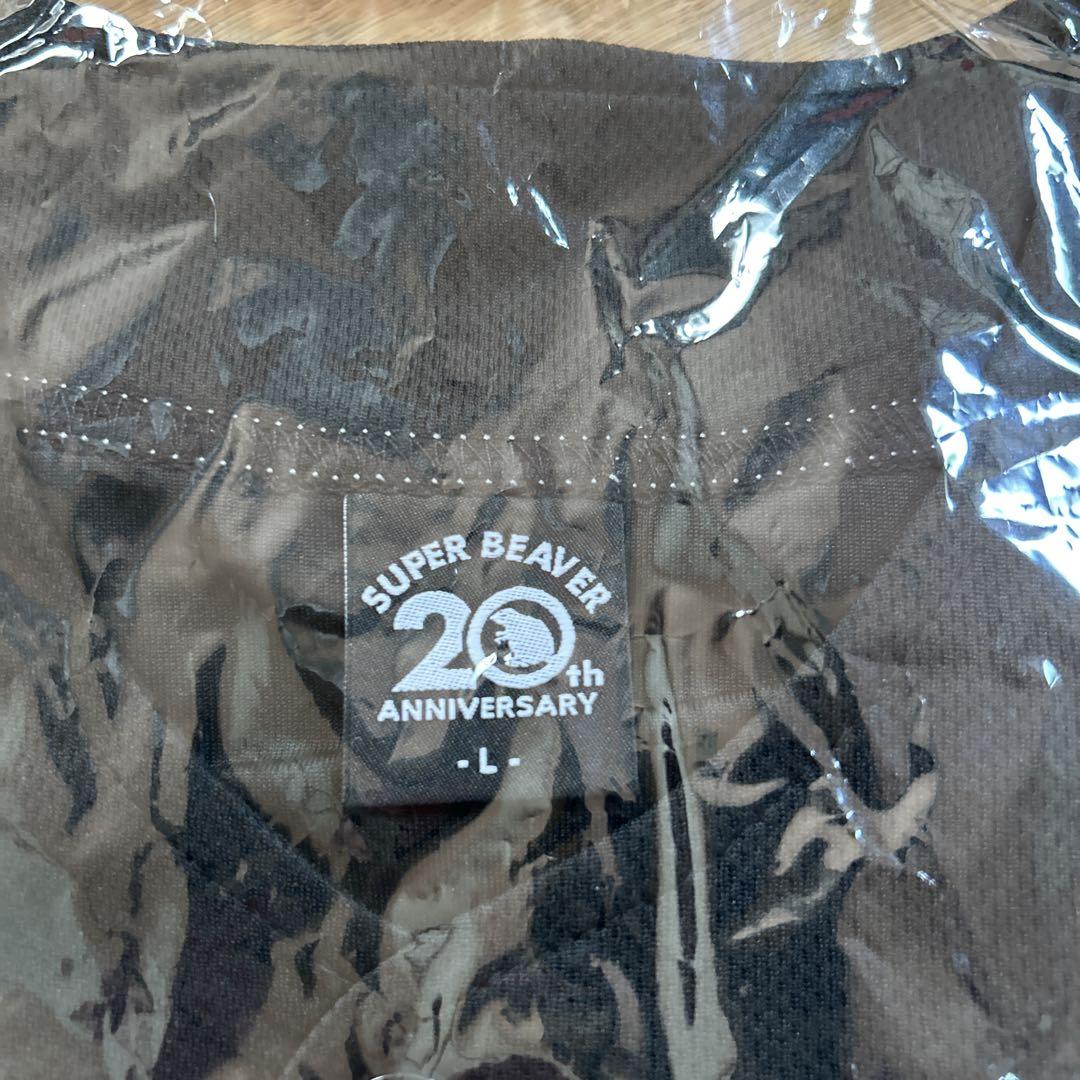 SUPER BEAVER
20th
ANNIVERSARY
- L -